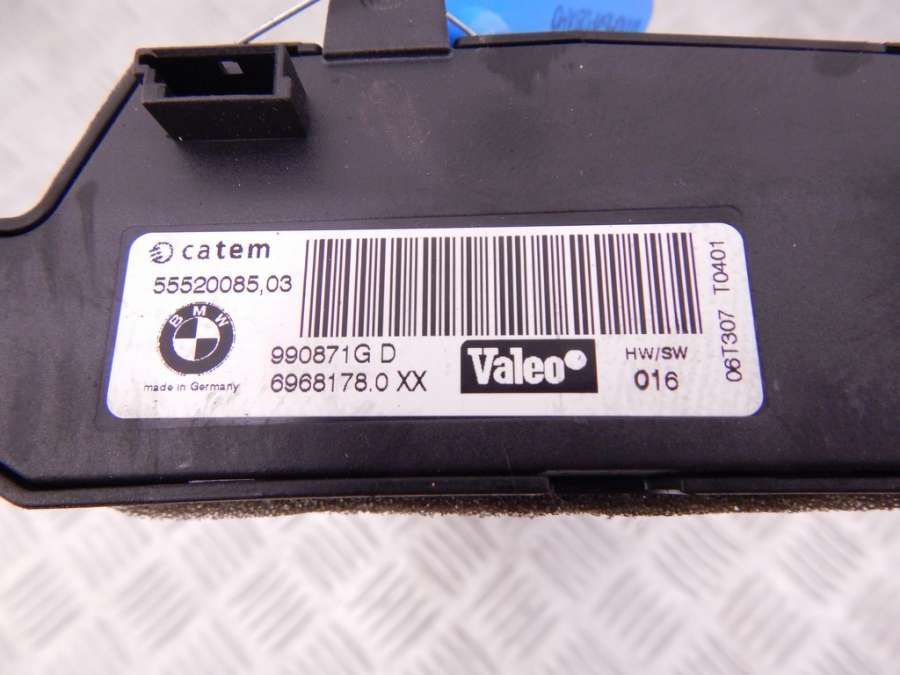 catem
55520085,03
BMW
made in Germany
990871G D
6968178.0 XX
Valeo
HW/SW
016
06T307 T0401